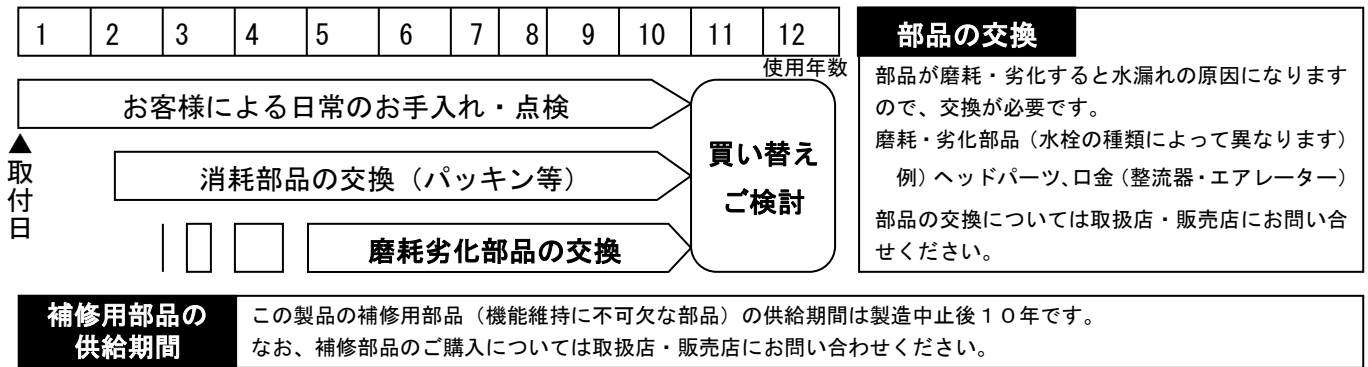 1 2 3 4 5 6 7 8 9 10 11 12
使用年数
お客様による日常のお手入れ・点検
▲取付日
消耗部品の交換（パッキン等）
磨耗劣化部品の交換
買い替え
ご検討
部品の交換
部品が磨耗・劣化すると水漏れの原因になります
ので、交換が必要です。
磨耗・劣化部品（水栓の種類によって異なります）
例）ヘッドパーツ、口金（整流器・エアレーター）
部品の交換については取扱店・販売店にお問い合
せください。
補修用部品の
供給期間
この製品の補修用部品（機能維持に不可欠な部品）の供給期間は製造中止後１０年です。
なお、補修部品のご購入については取扱店・販売店にお問い合わせください。